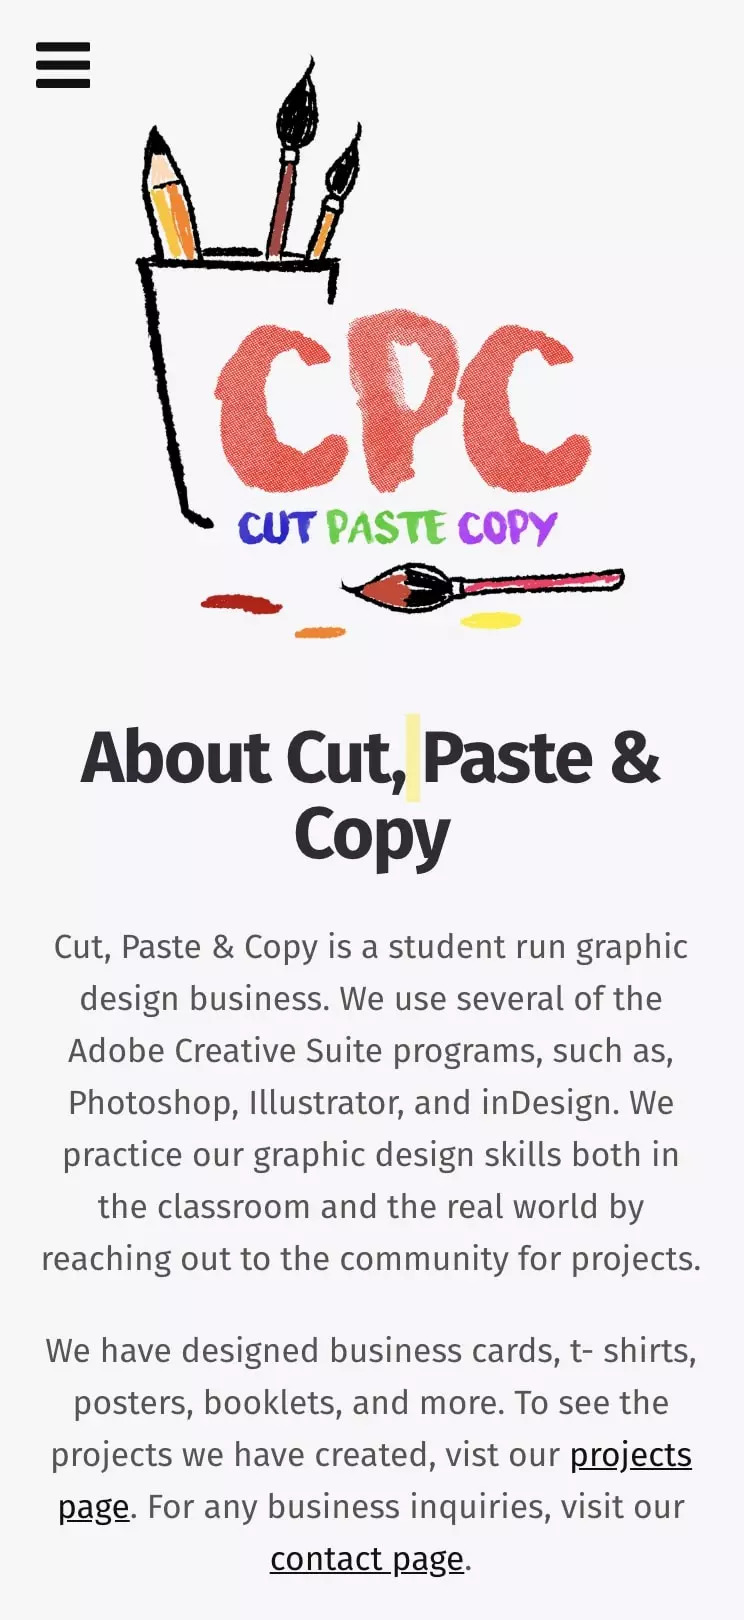 CPC
CUT PASTE COPY
About Cut, Paste &
Copy
Cut, Paste & Copy is a student run graphic
design business. We use several of the
Adobe Creative Suite programs, such as,
Photoshop, Illustrator, and inDesign. We
practice our graphic design skills both in
the classroom and the real world by
reaching out to the community for projects.
We have designed business cards, t- shirts,
posters, booklets, and more. To see the
projects we have created, vist our projects
page. For any business inquiries, visit our
contact page.